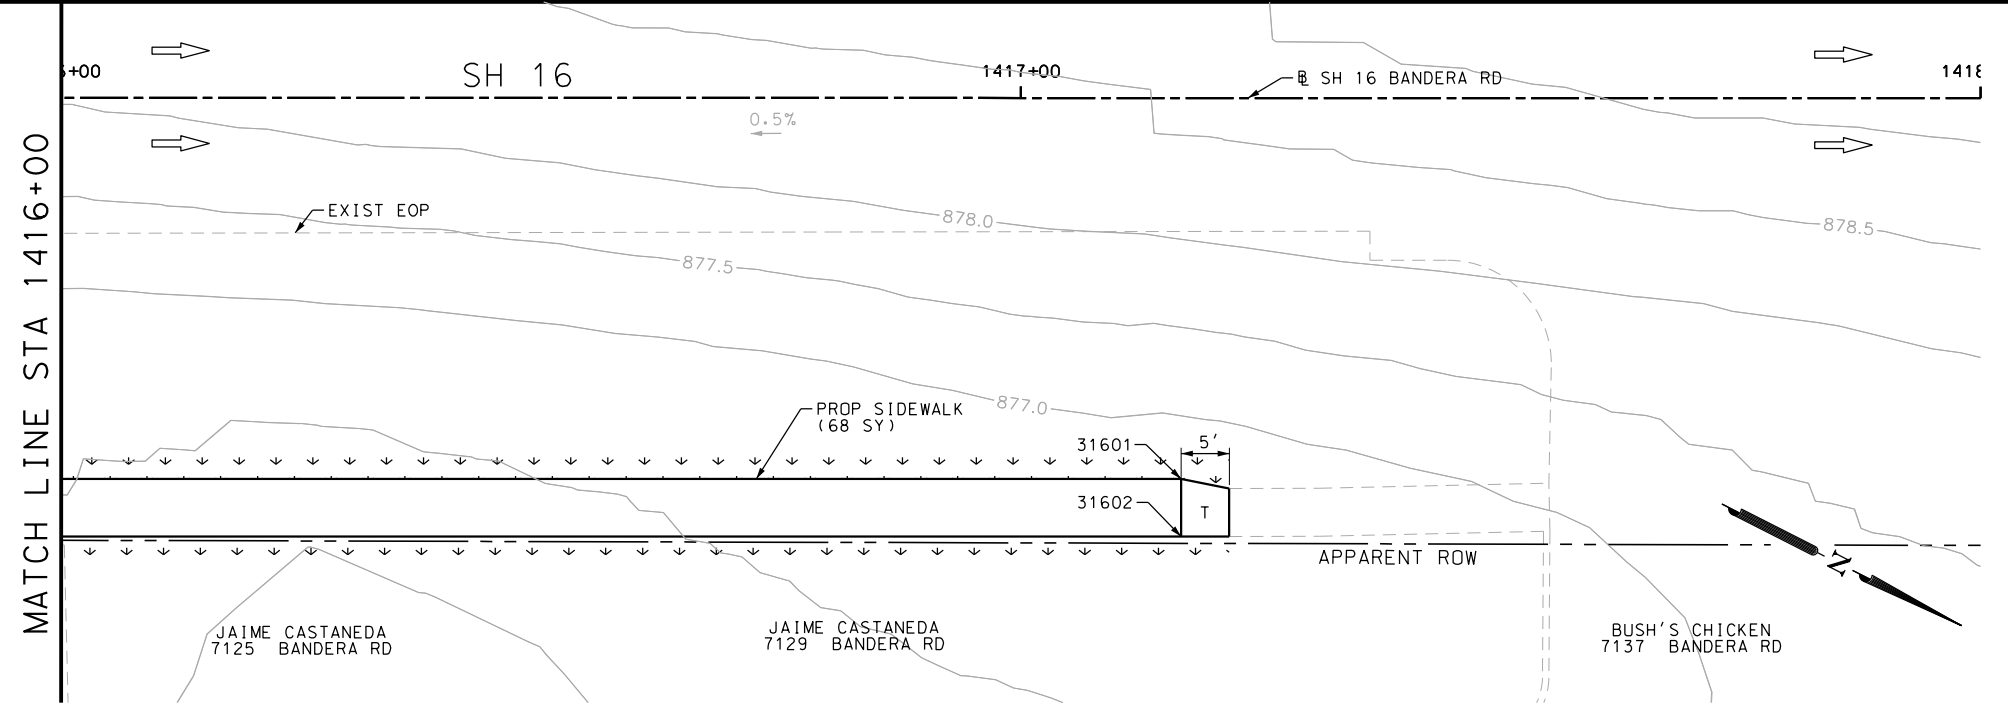 MATCH LINE STA 1416+00
+00
SH 16
1417+00
℄ SH 16 BANDERA RD
1418
0.5%
EXIST EOP
878.0
878.5
877.5
877.0
PROP SIDEWALK
(68 SY)
31601
5'
31602
T
APPARENT ROW
N
JAIME CASTANEDA
7125 BANDERA RD
JAIME CASTANEDA
7129 BANDERA RD
BUSH'S CHICKEN
7137 BANDERA RD